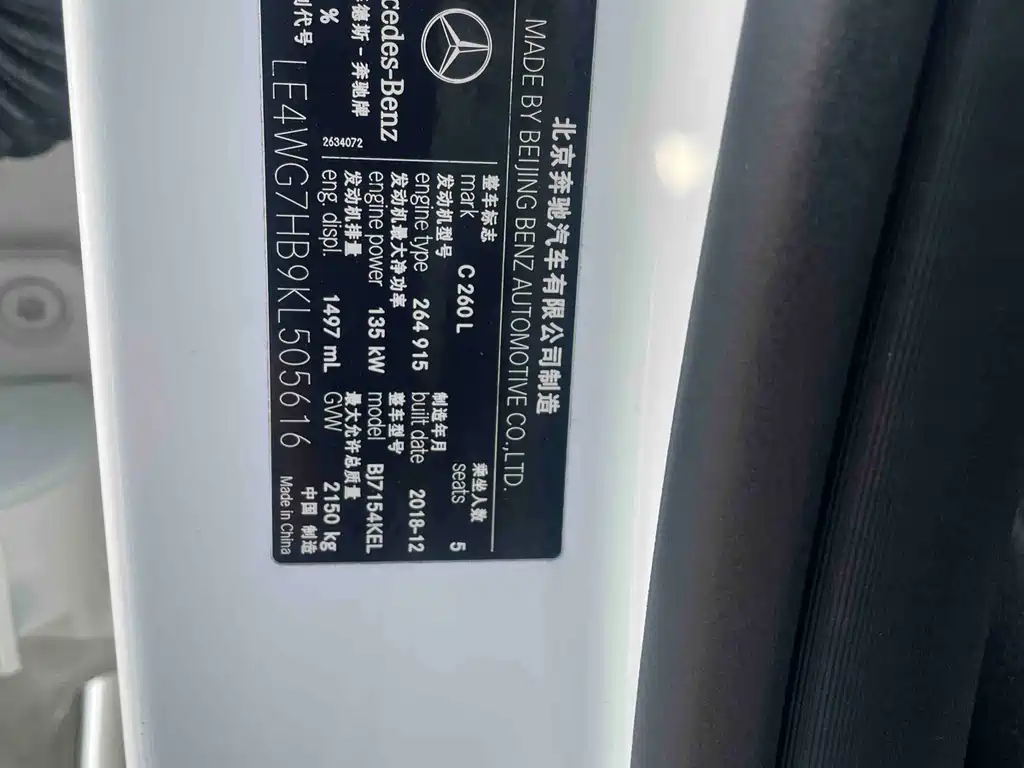 北京奔驰汽车有限公司制造
MADE BY BEIJING BENZ AUTOMOTIVE CO.,LTD.
cedes-Benz
德斯-奔驰牌
2634072
整车标志
mark C 260 L
乘坐人数
seats 5
发动机型号
engine type 264 915
制造年月
built date 2018-12
发动机最大净功率
engine power 135 kW
整车型号
model BJ7154KEL
发动机排量
eng. displ. 1497 mL
最大允许总质量
GVW 2150 kg
%
代号 LE4WG7HB9KL505616
中国 制造
Made in China